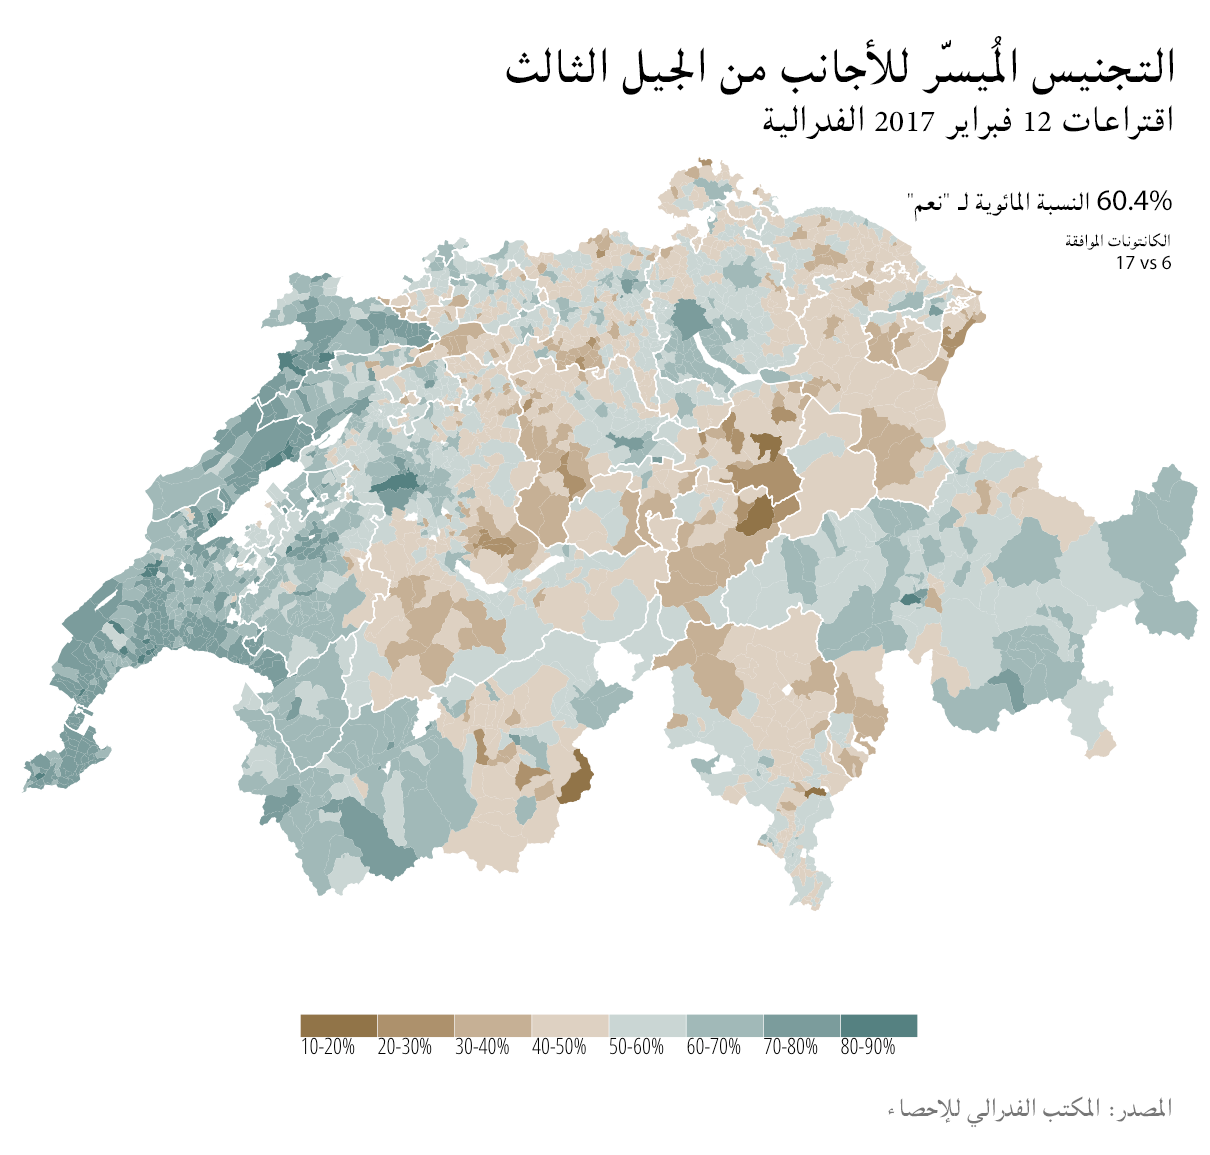 التجنيس المُيسّر للأجانب من الجيل الثالث
اقتراعات 12 فبراير 2017 الفدرالية
60.4% النسبة المائوية لـ "نعم"
الكانتونات الموافقة
17 vs 6
10-20% 20-30% 30-40% 40-50% 50-60% 60-70% 70-80% 80-90%
المصدر: المكتب الفدرالي للإحصاء